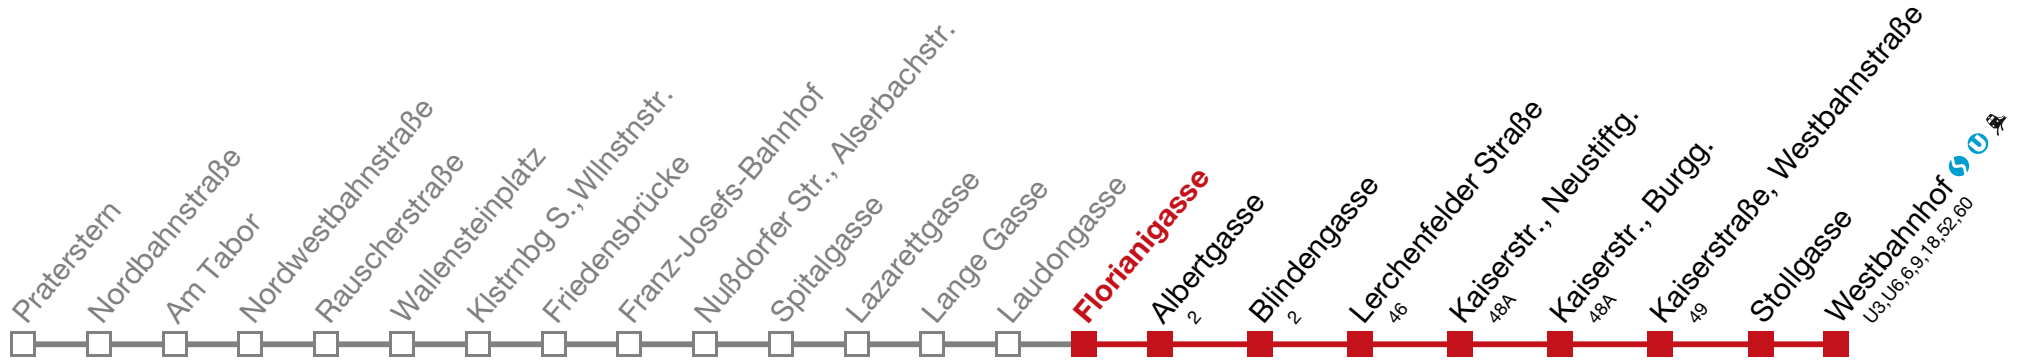 Praterstern
Nordbahnstraße
Am Tabor
Nordwestbahnstraße
Rauscherstraße
Wallensteinplatz
Klstrnbg S., Wllnstnstr.
Friedensbrücke
Franz-Josefs-Bahnhof
Nußdorfer Str., Alserbachstr.
Spitalgasse
Lazarettgasse
Lange Gasse
Laudongasse
Florianigasse
Albertgasse
2
Blindengasse
2
Lerchenfelder Straße
46
Kaiserstr., Neustiftg.
48A
Kaiserstr., Burgg.
48A
Kaiserstraße, Westbahnstraße
49
Stollgasse
Westbahnhof S U
U3,U6,6,9,18,52,60